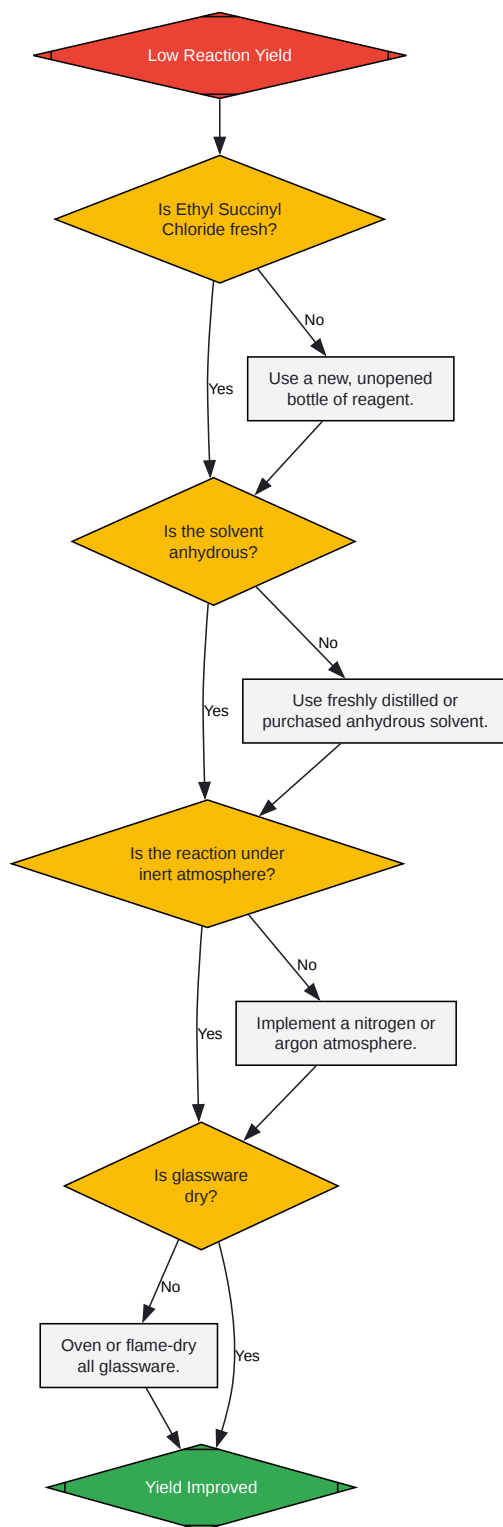 Low Reaction Yield
Is Ethyl Succinyl
Chloride fresh?
No
Yes
Use a new, unopened
bottle of reagent.
Is the solvent
anhydrous?
No
Yes
Use freshly distilled or
purchased anhydrous solvent.
Is the reaction under
inert atmosphere?
No
Yes
Implement a nitrogen or
argon atmosphere.
Is glassware
dry?
No
Yes
Oven or flame-dry
all glassware.
Yield Improved